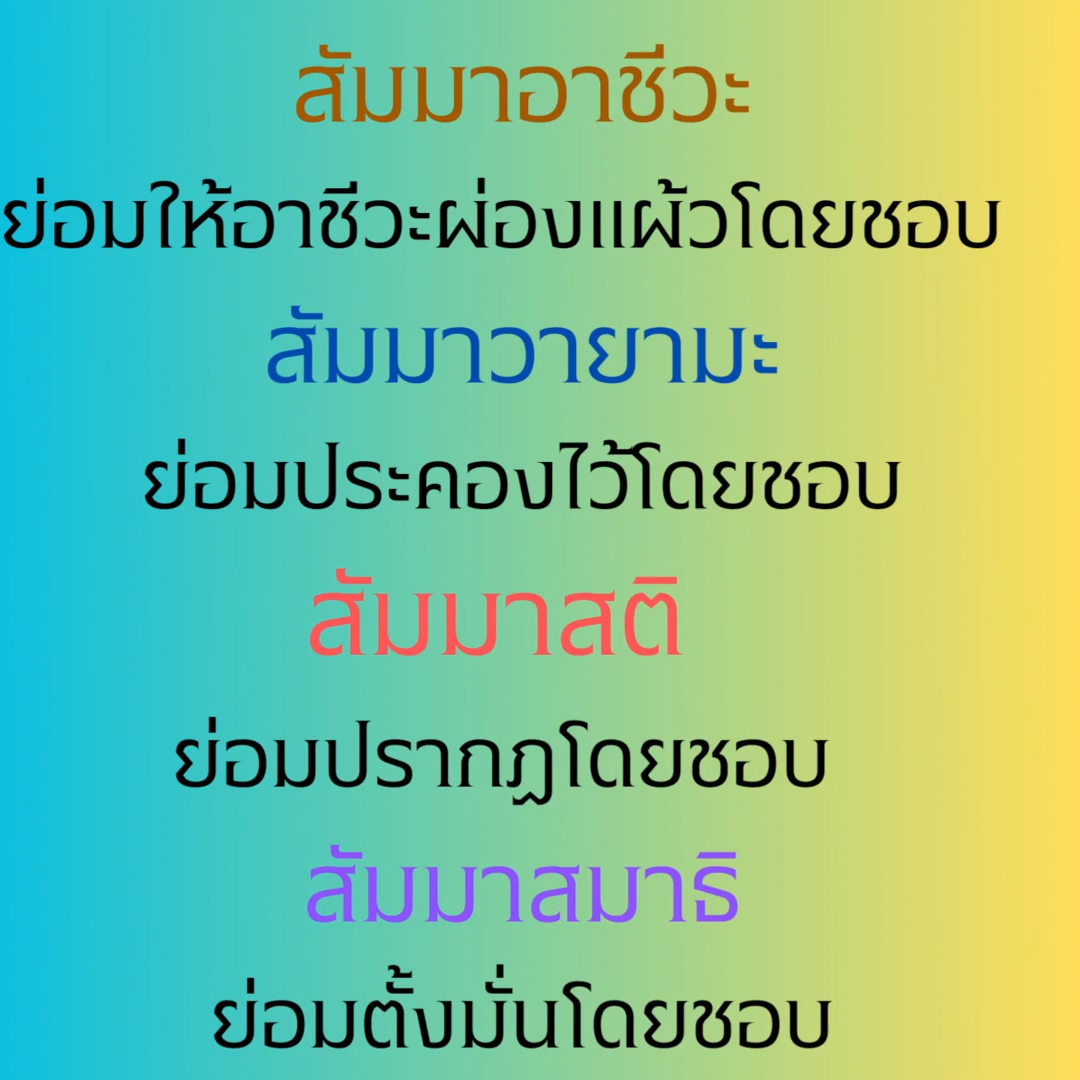 สัมมาอาชีวะ
ย่อมให้อาชีวะผ่องแผ้วโดยชอบ
สัมมาวายามะ
ย่อมประคองไว้โดยชอบ
สัมมาสติ
ย่อมปรากฏโดยชอบ
สัมมาสมาธิ
ย่อมตั้งมั่นโดยชอบ